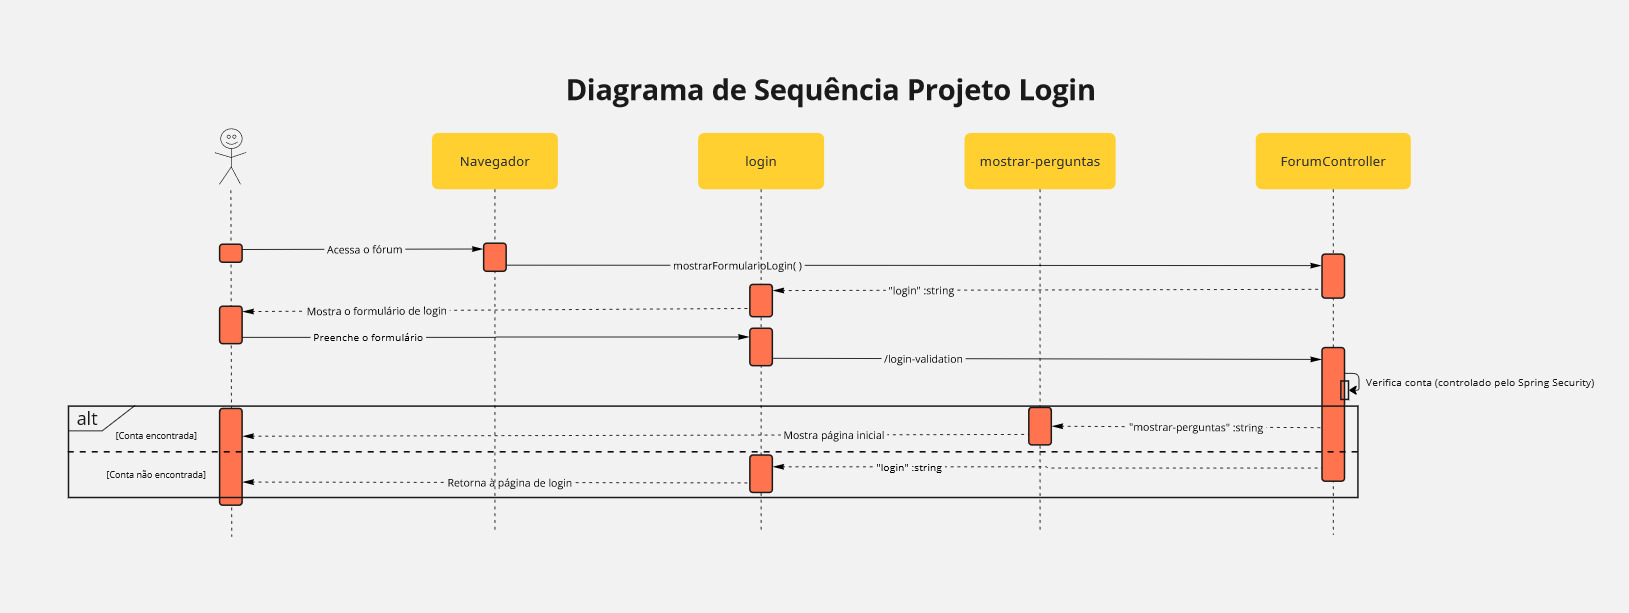 Diagrama de Sequência Projeto Login
Navegador
login
mostrar-perguntas
ForumController
Acessa o fórum
mostrarFormularioLogin( )
"login" :string
Mostra o formulário de login
Preenche o formulário
/login-validation
Verifica conta (controlado pelo Spring Security)
alt
[Conta encontrada]
"mostrar-perguntas" :string
Mostra página inicial
"login" :string
[Conta não encontrada]
Retorna à página de login